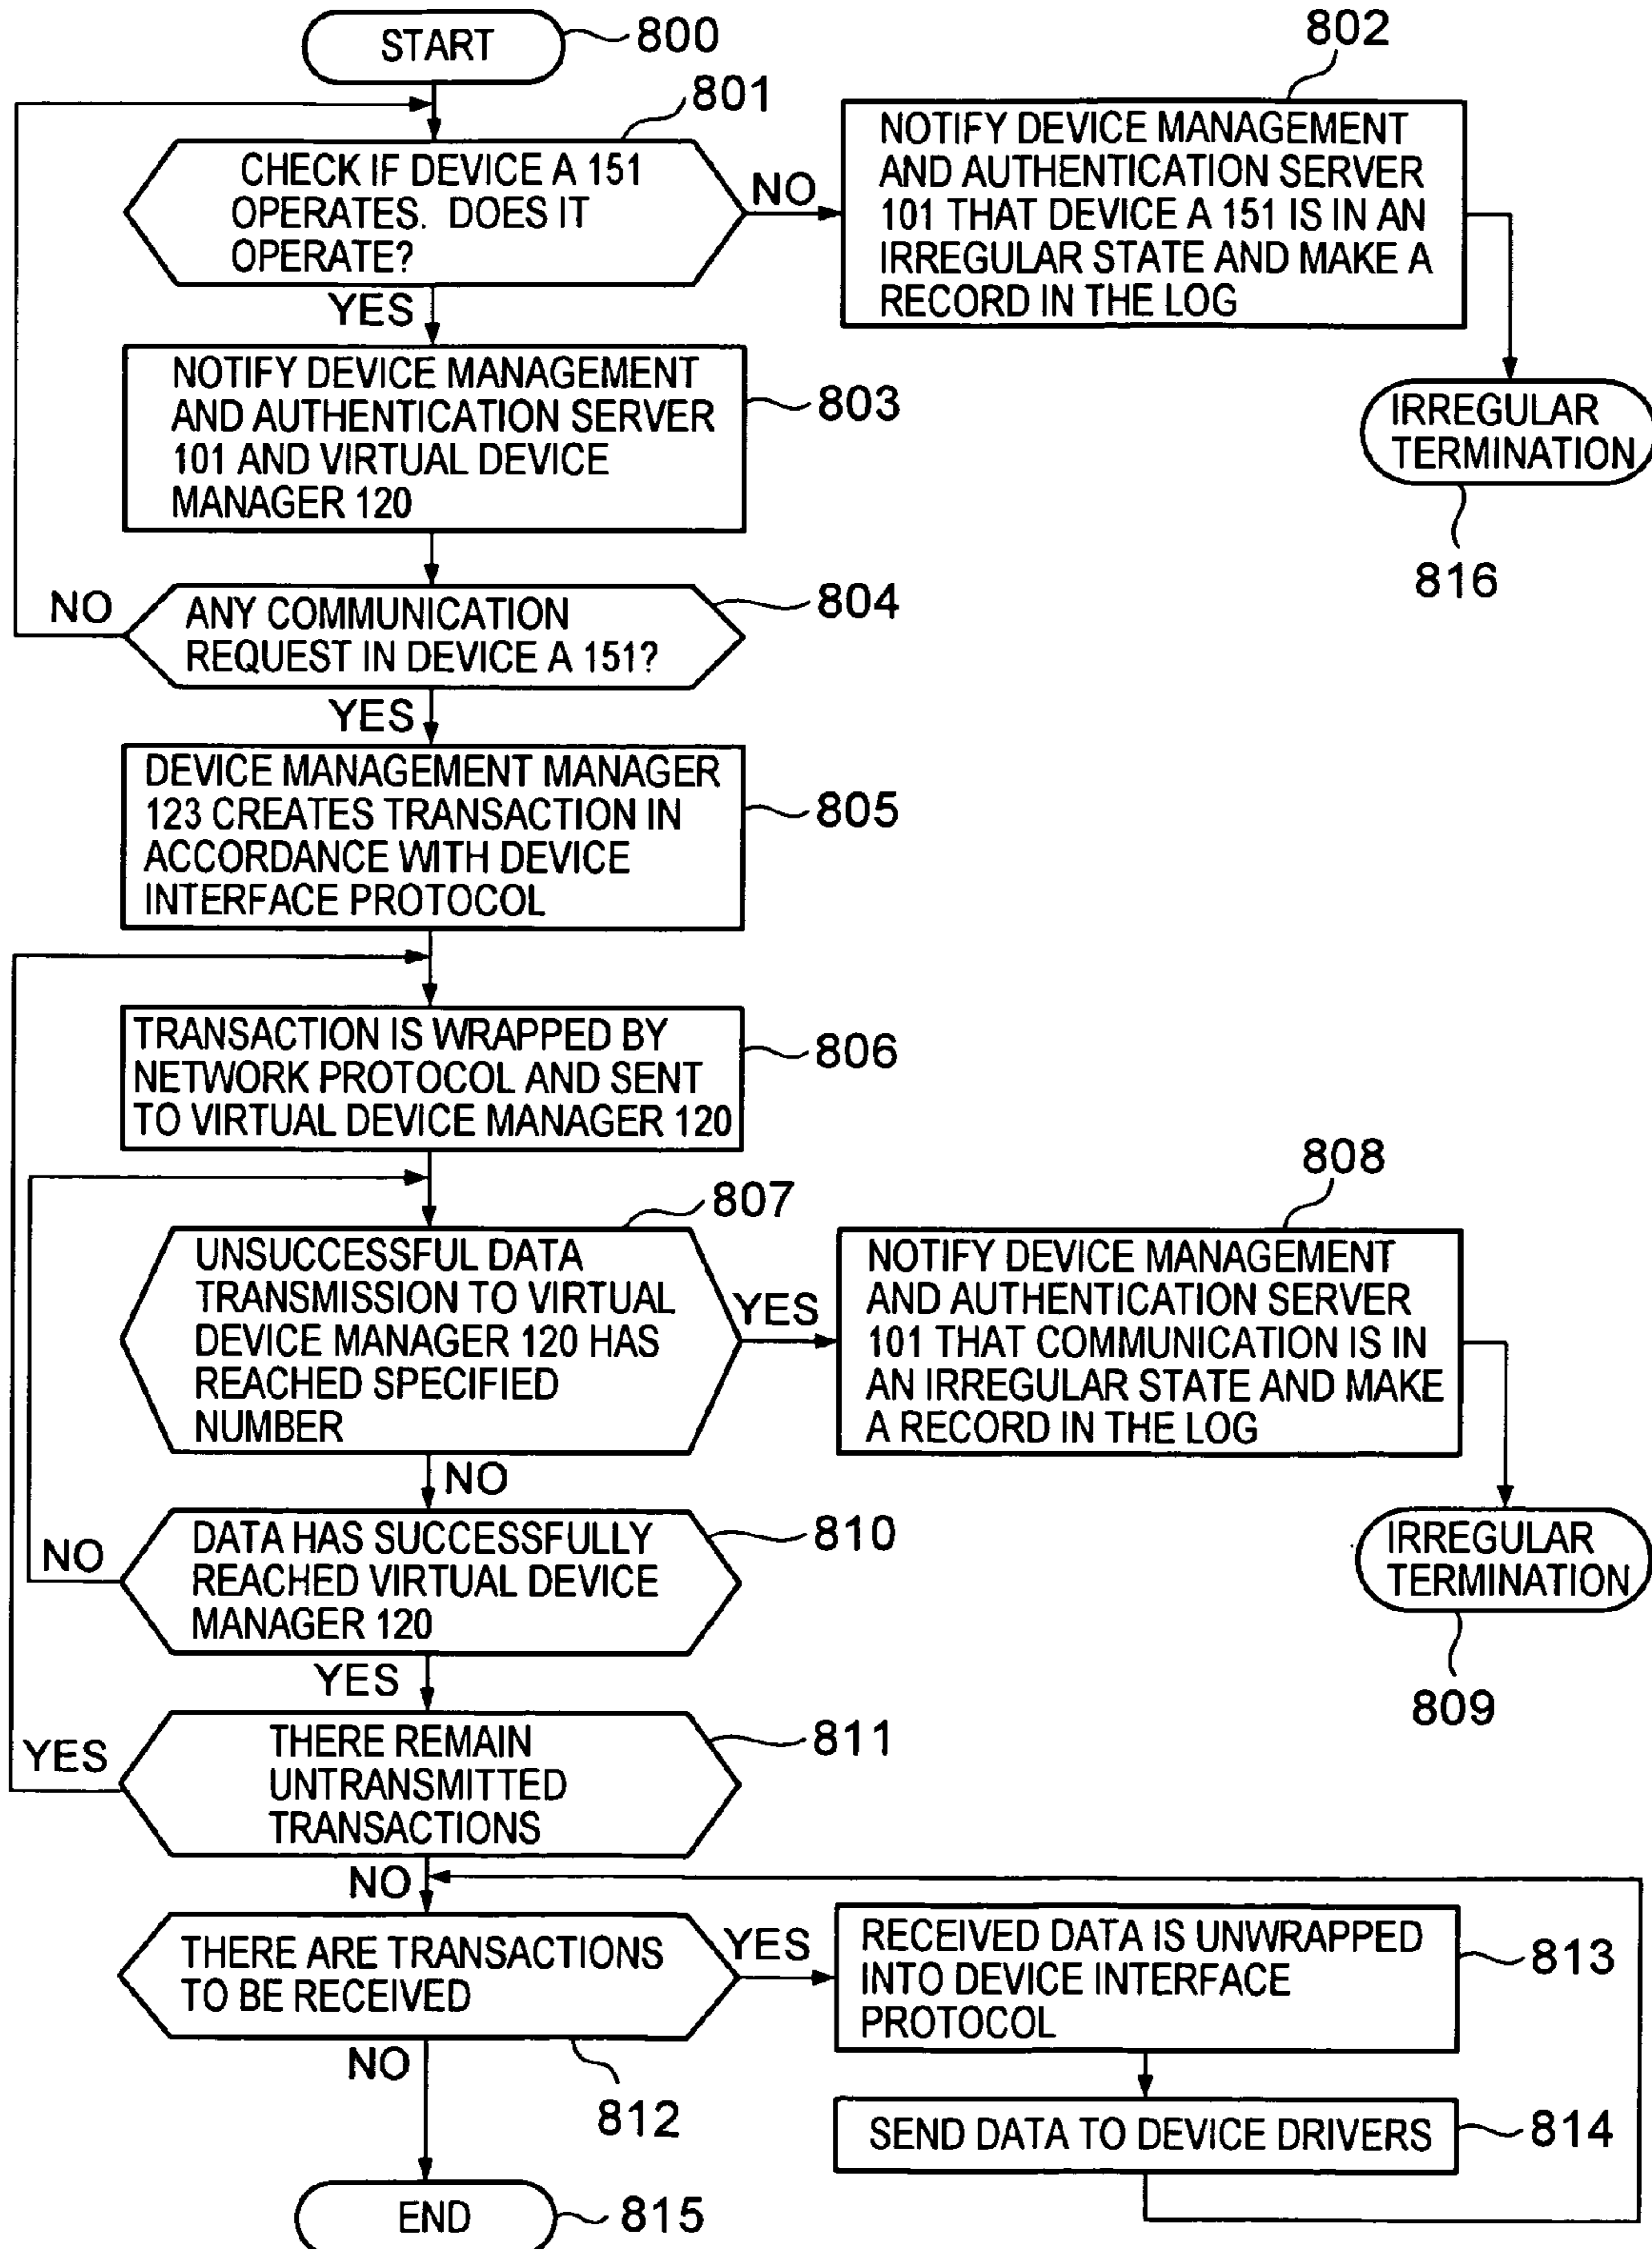 START
800
801
CHECK IF DEVICE A 151
OPERATES. DOES IT
OPERATE?
NO
YES
802
NOTIFY DEVICE MANAGEMENT
AND AUTHENTICATION SERVER
101 THAT DEVICE A 151 IS IN AN
IRREGULAR STATE AND MAKE A
RECORD IN THE LOG
IRREGULAR
TERMINATION
816
NOTIFY DEVICE MANAGEMENT
AND AUTHENTICATION SERVER
101 AND VIRTUAL DEVICE
MANAGER 120
803
NO
ANY COMMUNICATION
REQUEST IN DEVICE A 151?
804
YES
DEVICE MANAGEMENT MANAGER
123 CREATES TRANSACTION IN
ACCORDANCE WITH DEVICE
INTERFACE PROTOCOL
805
TRANSACTION IS WRAPPED BY
NETWORK PROTOCOL AND SENT
TO VIRTUAL DEVICE MANAGER 120
806
807
UNSUCCESSFUL DATA
TRANSMISSION TO VIRTUAL
DEVICE MANAGER 120 HAS
REACHED SPECIFIED
NUMBER
YES
NO
808
NOTIFY DEVICE MANAGEMENT
AND AUTHENTICATION SERVER
101 THAT COMMUNICATION IS IN
AN IRREGULAR STATE AND MAKE
A RECORD IN THE LOG
IRREGULAR
TERMINATION
809
NO
DATA HAS SUCCESSFULLY
REACHED VIRTUAL DEVICE
MANAGER 120
810
YES
YES
THERE REMAIN
UNTRANSMITTED
TRANSACTIONS
811
NO
THERE ARE TRANSACTIONS
TO BE RECEIVED
YES
NO
812
RECEIVED DATA IS UNWRAPPED
INTO DEVICE INTERFACE
PROTOCOL
813
SEND DATA TO DEVICE DRIVERS
814
END
815